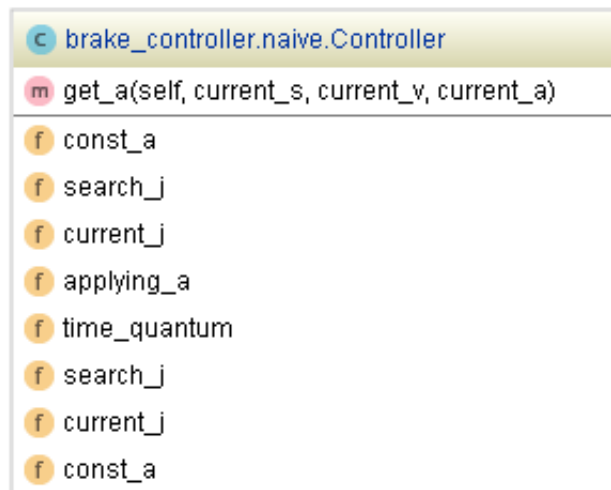 c brake_controller.naive.Controller
m get_a(self, current_s, current_v, current_a)
f const_a
f search_j
f current_j
f applying_a
f time_quantum
f search_j
f current_j
f const_a